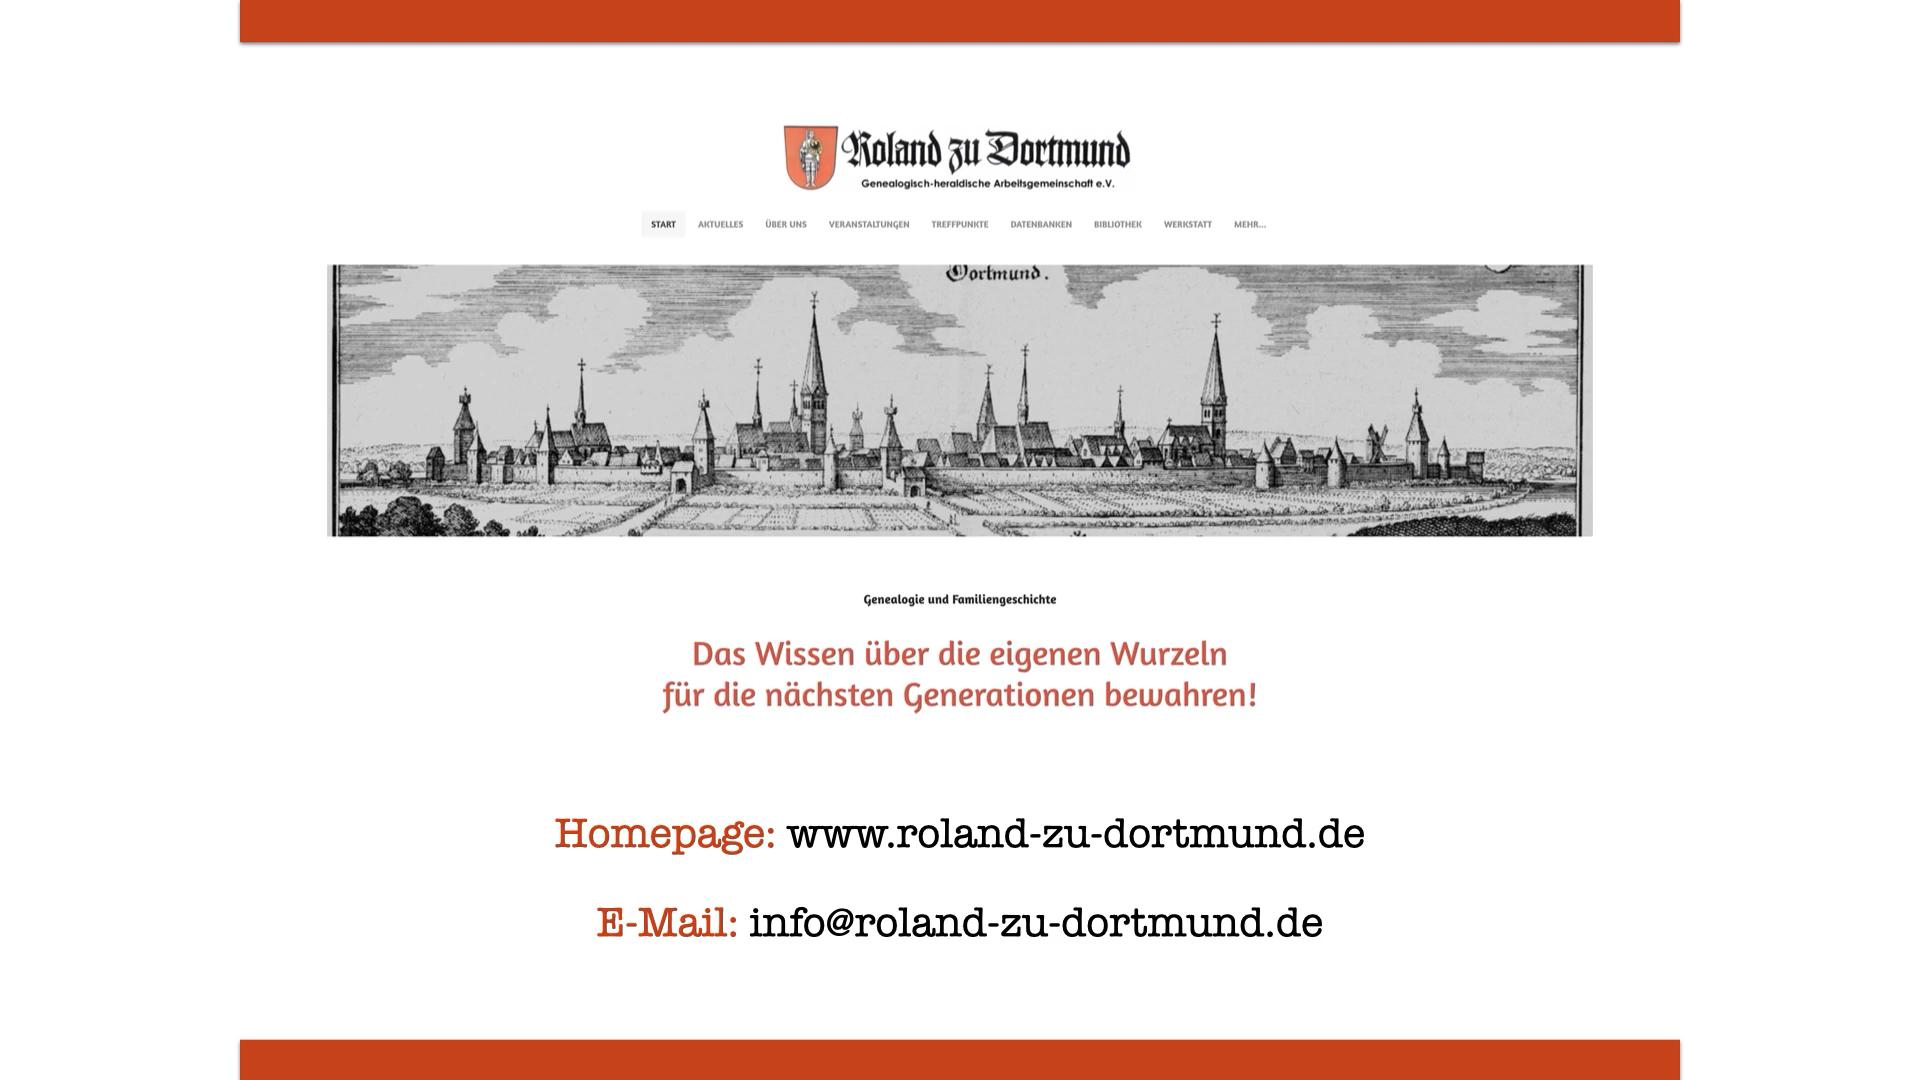 Roland zu Dortmund
Genealogisch-heraldische Arbeitsgemeinschaft e.V.
START AKTUELLES ÜBER UNS VERANSTALTUNGEN TREFFPUNKTE DATENBANKEN BIBLIOTHEK WERKSTATT MEHR...
Dortmund.
Genealogie und Familiengeschichte
Das Wissen über die eigenen Wurzeln
für die nächsten Generationen bewahren!
Homepage: www.roland-zu-dortmund.de
E-Mail: info@roland-zu-dortmund.de